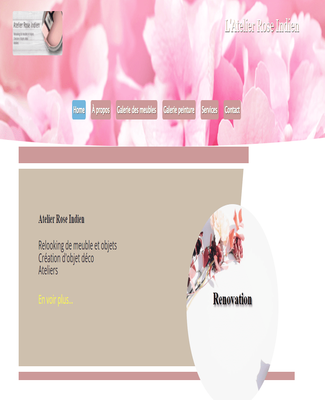 Atelier Rose Indien
L'Atelier Rose Indien
Home À propos Galerie des meubles Galerie peinture Services Contact
Atelier Rose Indien
Relooking de meuble et objets
Création d'objet déco
Ateliers
En voir plus...
Renovation